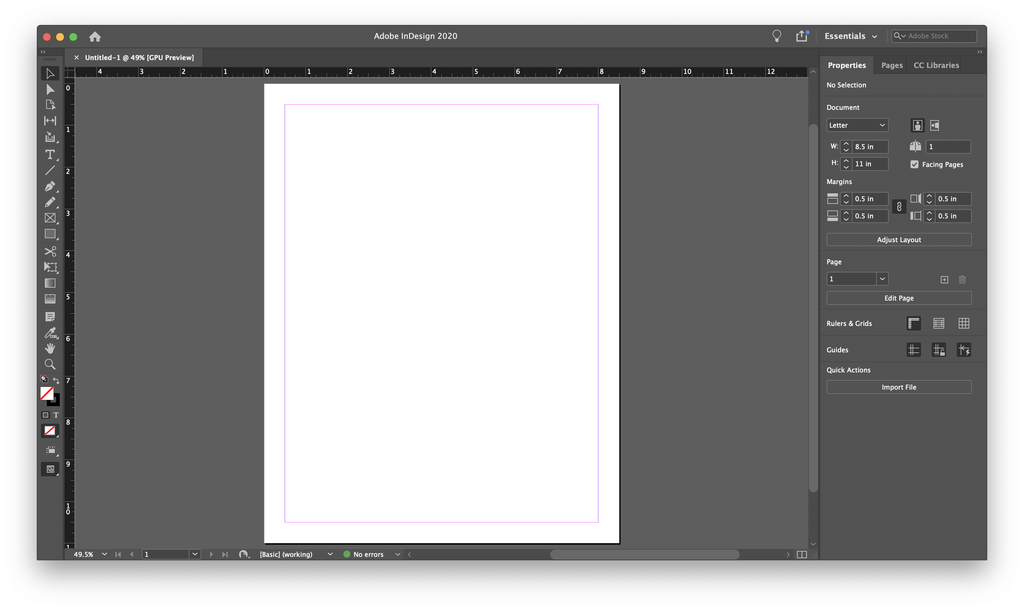 Adobe InDesign 2020
Essentials
Adobe Stock
× Untitled-1 @ 49% [GPU Preview]
4 3 2 1 0 1 2 3 4 5 6 7 8 9 10 11 12
0
1
2
3
4
5
6
7
8
9
10
Properties Pages CC Libraries
No Selection
Document
Letter
W: 8.5 in 1
H: 11 in Facing Pages
Margins
0.5 in 0.5 in
0.5 in 0.5 in
Adjust Layout
Page
1
Edit Page
Rulers & Grids
Guides
Quick Actions
Import File
49.5% 1 [Basic] (working) No errors